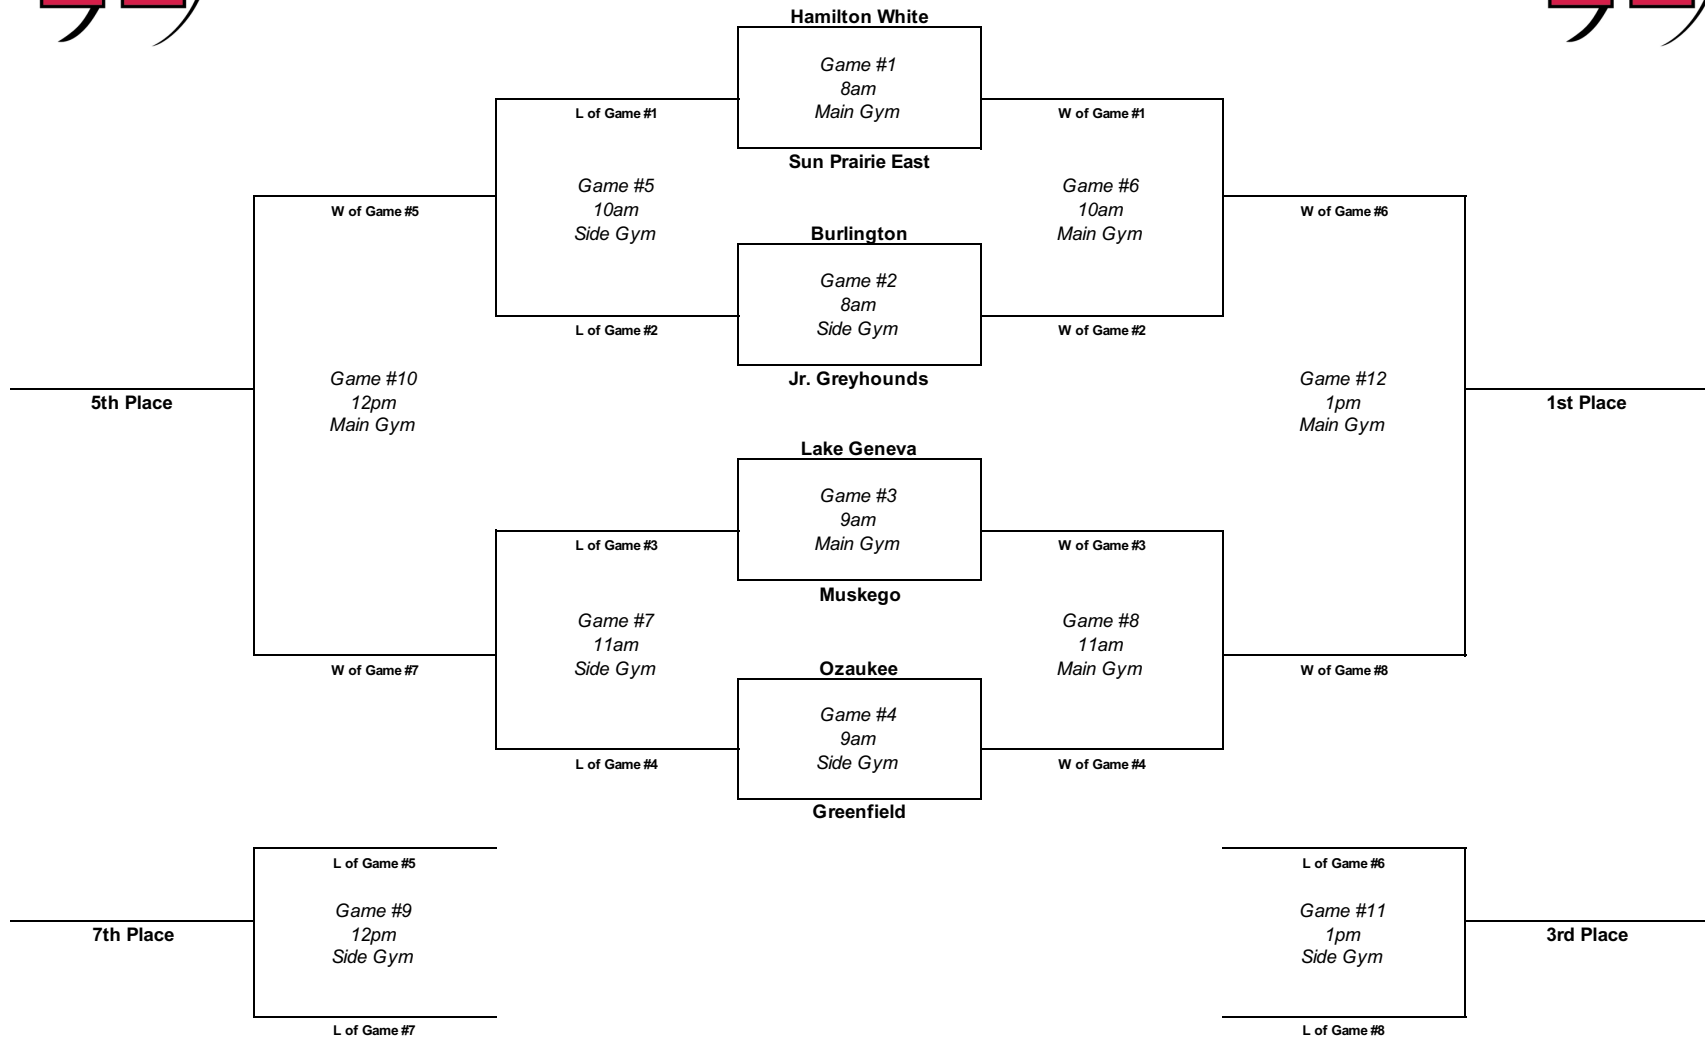 Hamilton White
Game #1
8am
Main Gym
L of Game #1
W of Game #1
Sun Prairie East
Game #5
10am
Side Gym
Game #6
10am
Main Gym
W of Game #5
W of Game #6
Burlington
Game #2
8am
Side Gym
L of Game #2
W of Game #2
Jr. Greyhounds
Game #10
12pm
Main Gym
Game #12
1pm
Main Gym
5th Place
1st Place
Lake Geneva
Game #3
9am
Main Gym
L of Game #3
W of Game #3
Muskego
Game #7
11am
Side Gym
Game #8
11am
Main Gym
W of Game #7
W of Game #8
Ozaukee
Game #4
9am
Side Gym
L of Game #4
W of Game #4
Greenfield
L of Game #5
L of Game #6
Game #9
12pm
Side Gym
Game #11
1pm
Side Gym
7th Place
3rd Place
L of Game #7
L of Game #8